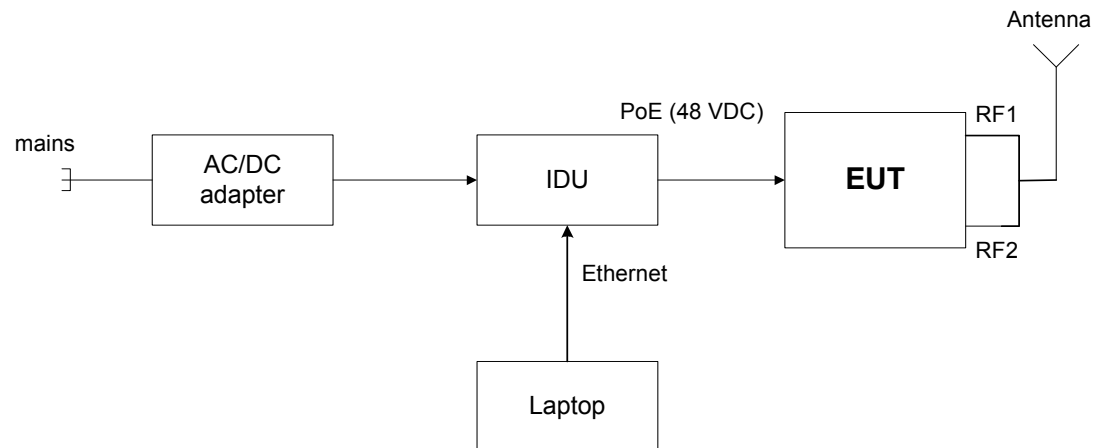 Antenna
mains
AC/DC
adapter
IDU
PoE (48 VDC)
EUT
RF1
RF2
Ethernet
Laptop